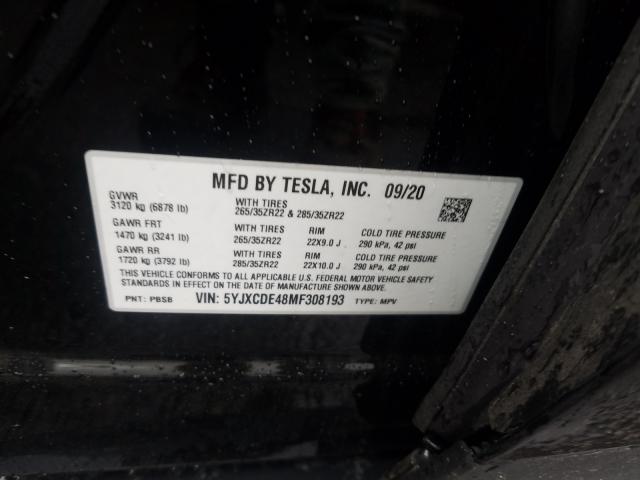 MFD BY TESLA, INC. 09/20
GVWR
3120 kg (6878 lb)
WITH TIRES
265/35ZR22 & 285/35ZR22
GAWR FRT
1470 kg (3241 lb)
WITH TIRES
265/35ZR22
RIM
22X9.0 J
COLD TIRE PRESSURE
290 kPa, 42 psi
GAWR RR
1720 kg (3792 lb)
WITH TIRES
285/35ZR22
RIM
22X10.0 J
COLD TIRE PRESSURE
290 kPa, 42 psi
THIS VEHICLE CONFORMS TO ALL APPLICABLE U.S. FEDERAL MOTOR VEHICLE SAFETY
STANDARDS IN EFFECT ON THE DATE OF MANUFACTURE SHOWN ABOVE.
PNT: PBSB VIN: 5YJXCDE48MF308193 TYPE: MPV